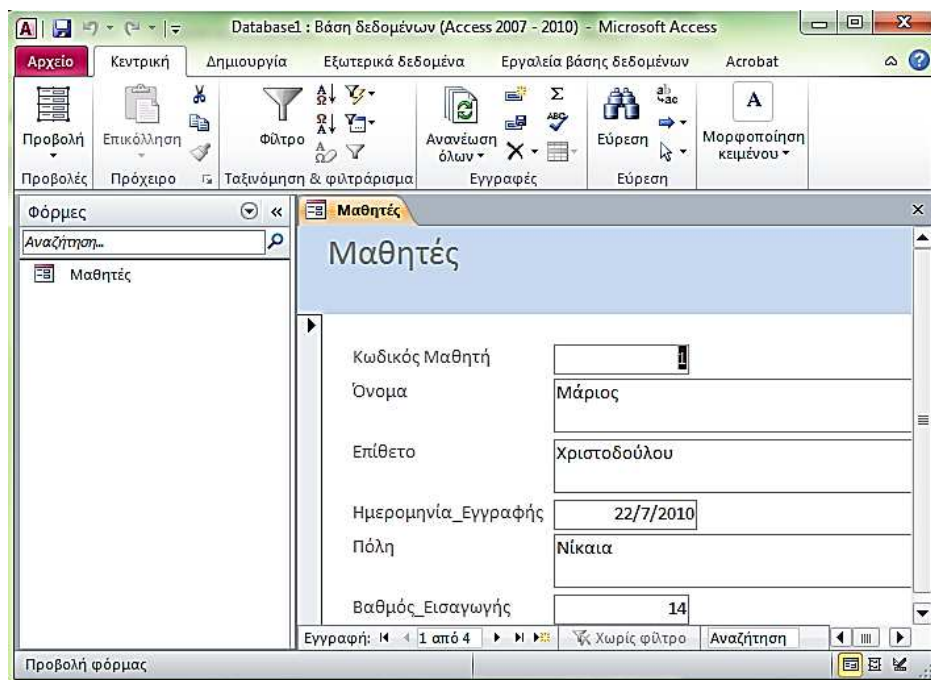 Database1 : Βάση δεδομένων (Access 2007 - 2010) - Microsoft Access
Αρχείο Κεντρική Δημιουργία Εξωτερικά δεδομένα Εργαλεία βάσης δεδομένων Acrobat
Προβολή Επικόλληση Φίλτρο Ανανέωση όλων Εύρεση Μορφοποίηση κειμένου
Προβολές Πρόχειρο Ταξινόμηση & φιλτράρισμα Εγγραφές Εύρεση
Φόρμες
Μαθητές
Αναζήτηση...
Μαθητές
Μαθητές
Κωδικός Μαθητή 1
Όνομα Μάριος
Επίθετο Χριστοδούλου
Ημερομηνία_Εγγραφής 22/7/2010
Πόλη Νίκαια
Βαθμός_Εισαγωγής 14
Εγγραφή: 1 από 4 Χωρίς φίλτρο Αναζήτηση
Προβολή φόρμας